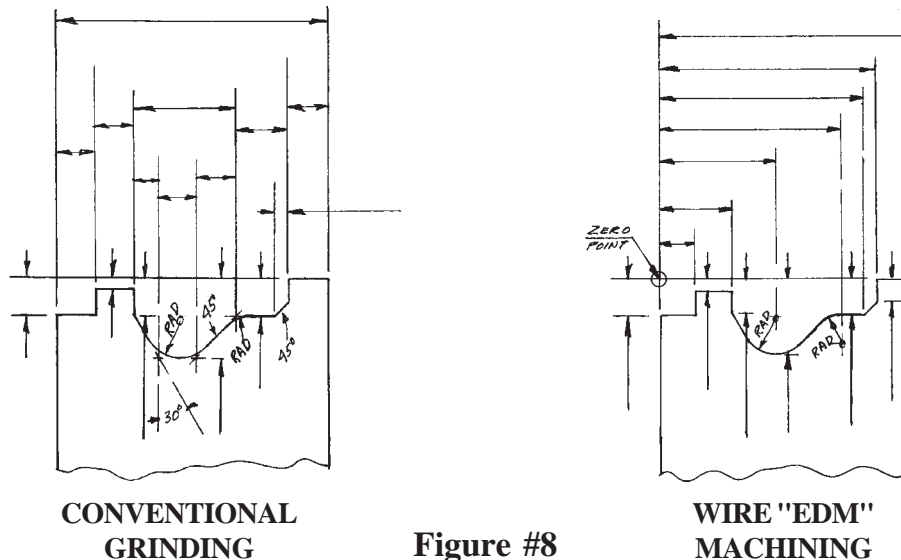 ZERO
POINT
RAD
45°
RAD
45°
30°
RAD
RAD
CONVENTIONAL
GRINDING
Figure #8
WIRE "EDM"
MACHINING